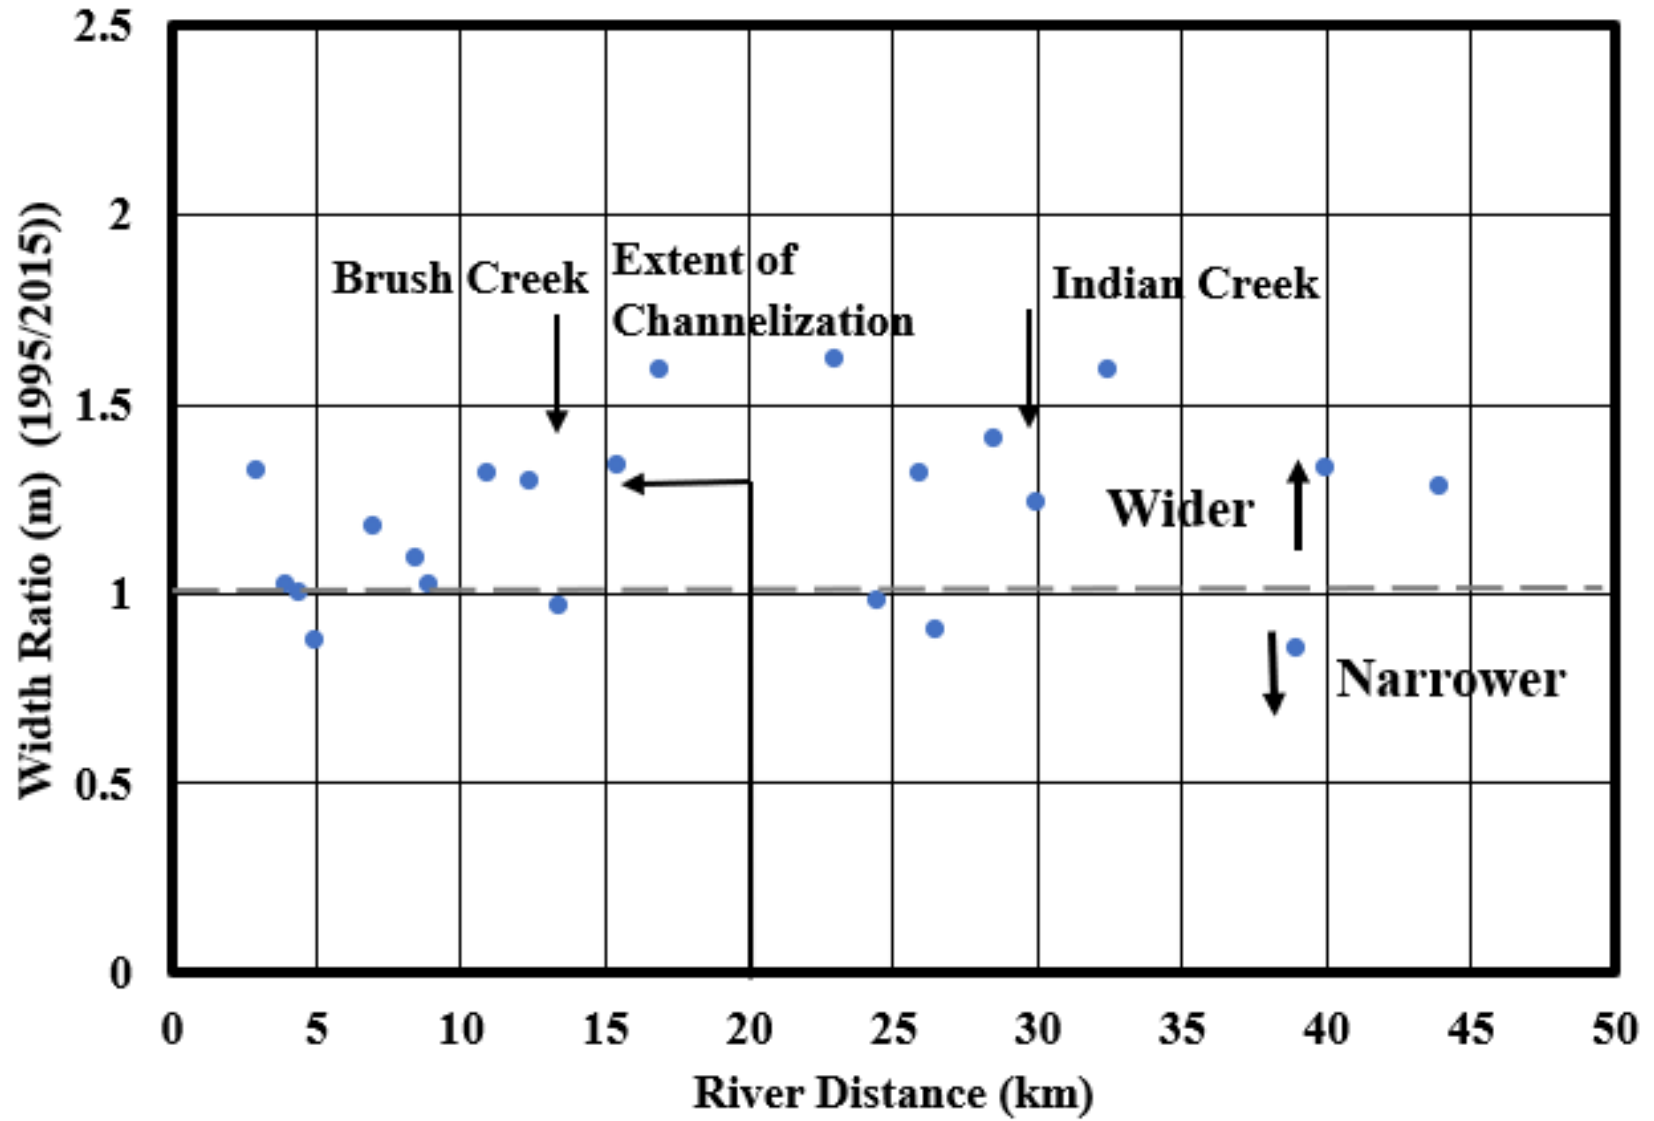 2.5
2
1.5
1
0.5
0
Width Ratio (m)  (1995/2015))
Brush Creek
Extent of
Channelization
Indian Creek
Wider
Narrower
0 5 10 15 20 25 30 35 40 45 50
River Distance (km)